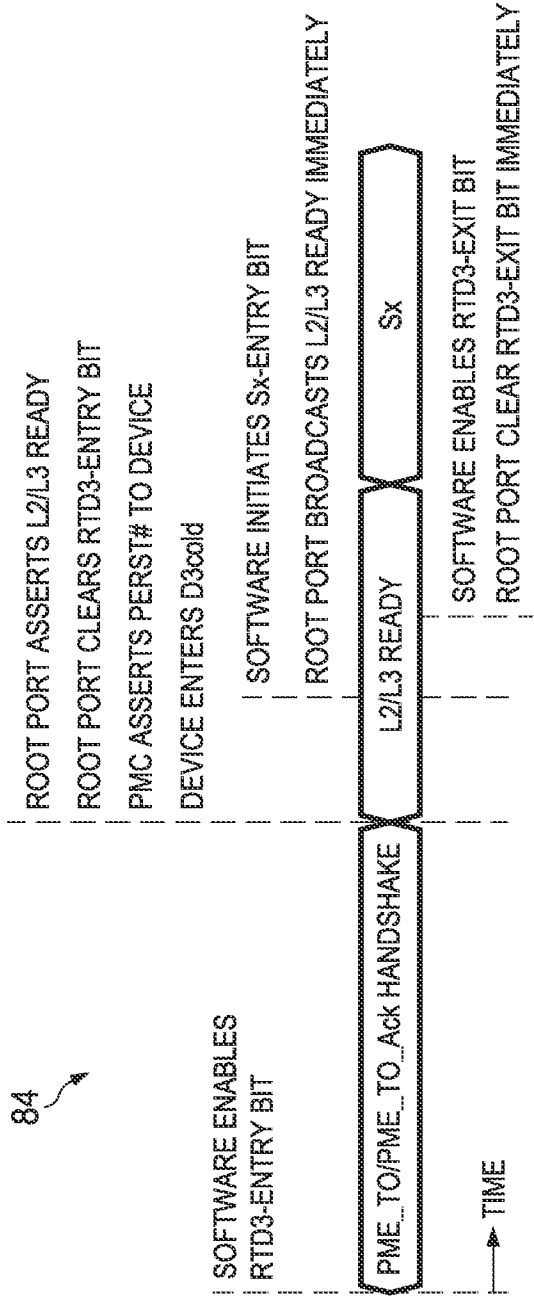 84
SOFTWARE ENABLES
RTD3-ENTRY BIT
ROOT PORT ASSERTS L2/L3 READY
ROOT PORT CLEARS RTD3-ENTRY BIT
PMC ASSERTS PERST# TO DEVICE
DEVICE ENTERS D3cold
SOFTWARE INITIATES Sx-ENTRY BIT
ROOT PORT BROADCASTS L2/L3 READY IMMEDIATELY
PME_TO/PME_TO_Ack HANDSHAKE
L2/L3 READY
Sx
SOFTWARE ENABLES RTD3-EXIT BIT
ROOT PORT CLEAR RTD3-EXIT BIT IMMEDIATELY
TIME